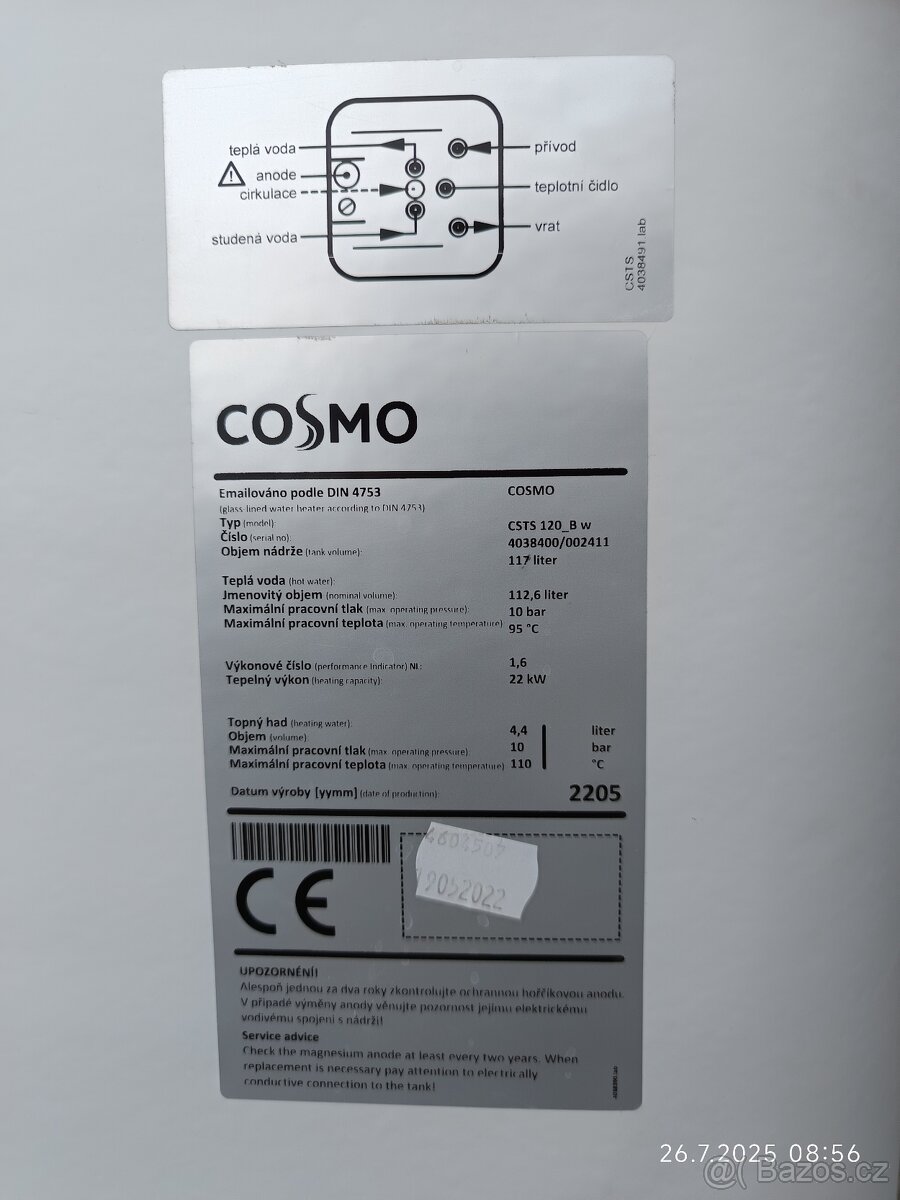 teplá voda
anode
cirkulace
studená voda
přívod
teplotní čidlo
vrat
CSTS
4038491.lab
COSMO
Emailováno podle DIN 4753 COSMO
(glass-lined water heater according to DIN 4753)
Typ (model): CSTS 120_B w
Číslo (serial no): 4038400/002411
Objem nádrže (tank volume): 117 liter
Teplá voda (hot water):
Jmenovitý objem (nominal volume): 112,6 liter
Maximální pracovní tlak (max. operating pressure): 10 bar
Maximální pracovní teplota (max. operating temperature) 95 °C
Výkonové číslo (performance Indicator) NL: 1,6
Tepelný výkon (heating capacity): 22 kW
Topný had (heating water):
Objem (volume): 4,4 liter
Maximální pracovní tlak (max. operating pressure): 10 bar
Maximální pracovní teplota (max. operating temperature) 110 °C
Datum výroby [yymm] (date of production): 2205
CE
19052022
UPOZORNÉNÍ!
Alespoň jednou za dva roky zkontrolujte ochrannou hořčíkovou anodu.
V případě výměny anody věnujte pozornost jejímu elektrickému
vodivému spojení s nádrží!
Service advice
Check the magnesium anode at least every two years. When
replacement is necessary pay attention to electrically
conductive connection to the tank!
26.7.2025 08:56
@ Bazoš.cz